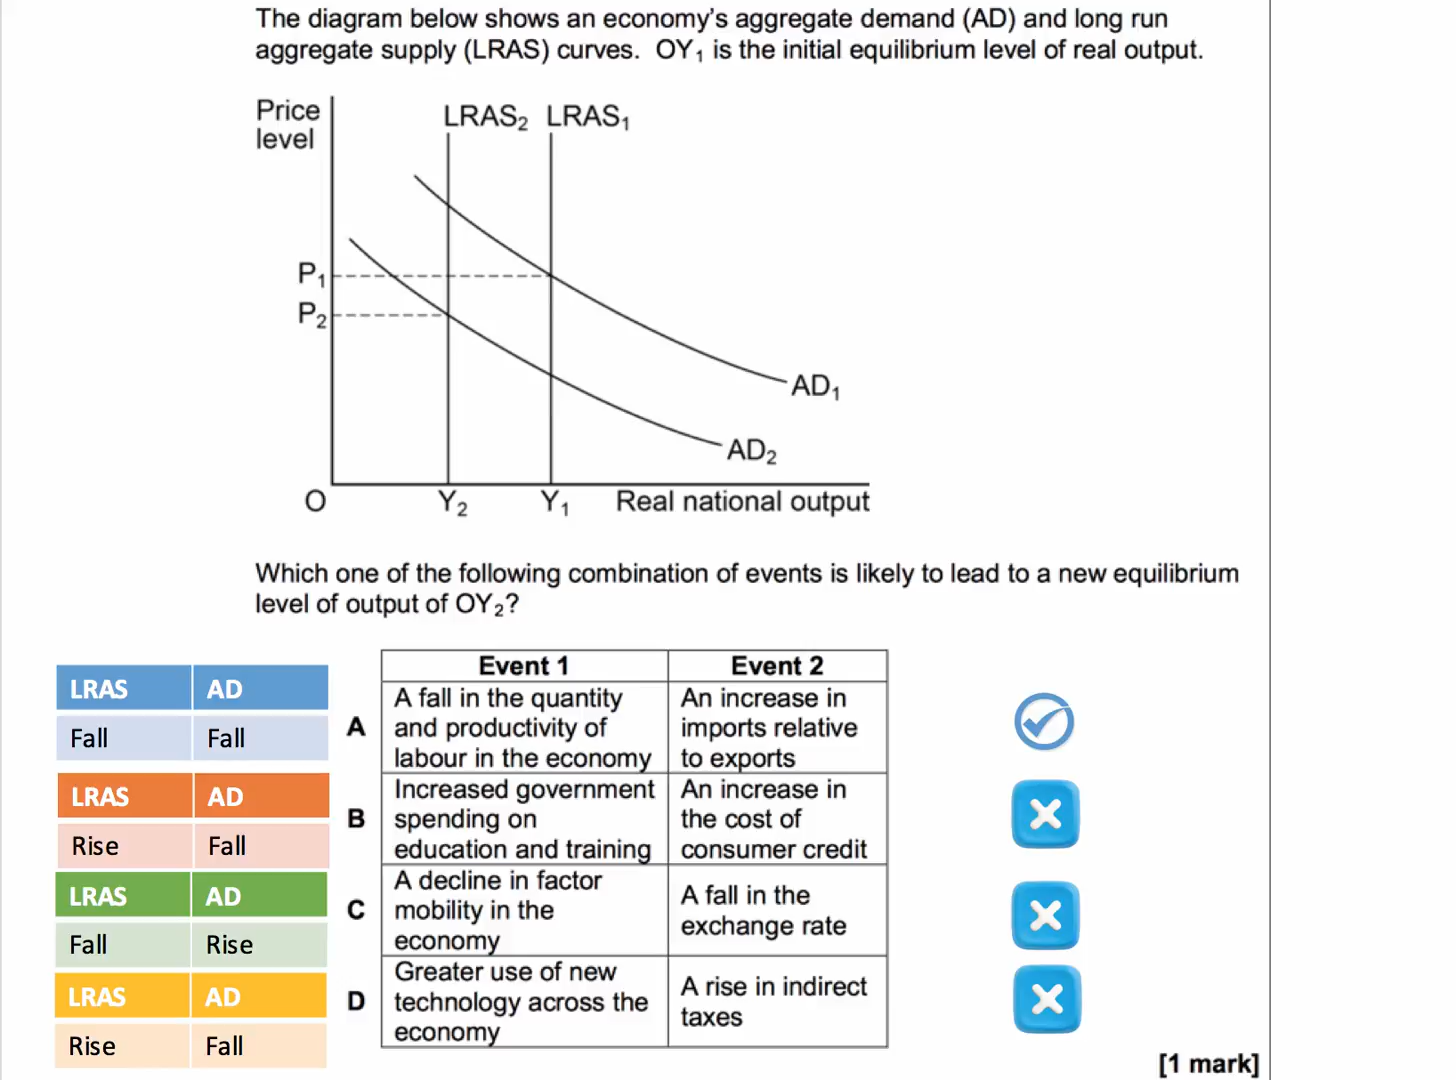 The diagram below shows an economy's aggregate demand (AD) and long run
aggregate supply (LRAS) curves. OY₁ is the initial equilibrium level of real output.
Price
level
LRAS₂ LRAS₁
P₁
P₂
AD₁
AD₂
O Y₂ Y₁ Real national output
Which one of the following combination of events is likely to lead to a new equilibrium
level of output of OY₂?
Event 1 Event 2
LRAS AD
Fall Fall
A
A fall in the quantity
and productivity of
labour in the economy
An increase in
imports relative
to exports
LRAS AD
Rise Fall
B
Increased government
spending on
education and training
An increase in
the cost of
consumer credit
LRAS AD
Fall Rise
C
A decline in factor
mobility in the
economy
A fall in the
exchange rate
LRAS AD
Rise Fall
D
Greater use of new
technology across the
economy
A rise in indirect
taxes
[1 mark]